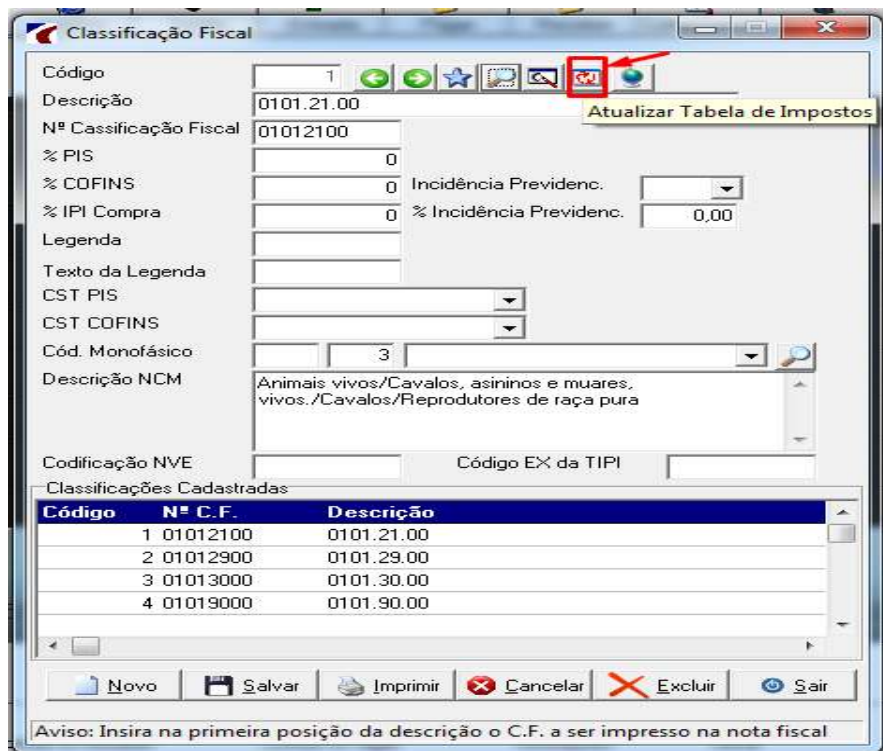 Classificação Fiscal
Código 1
Descrição 0101.21.00
Atualizar Tabela de Impostos
Nº Cassificação Fiscal 01012100
% PIS 0
% COFINS 0 Incidência Previdenc.
% IPI Compra 0 % Incidência Previdenc. 0,00
Legenda
Texto da Legenda
CST PIS
CST COFINS
Cód. Monofásico 3
Descrição NCM Animais vivos/Cavalos, asininos e muares,
vivos./Cavalos/Reprodutores de raça pura
Codificação NVE Código EX da TIPI
Classificações Cadastradas
Código Nº C.F. Descrição
1 01012100 0101.21.00
2 01012900 0101.29.00
3 01013000 0101.30.00
4 01019000 0101.90.00
Novo Salvar Imprimir Cancelar Excluir Sair
Aviso: Insira na primeira posição da descrição o C.F. a ser impresso na nota fiscal